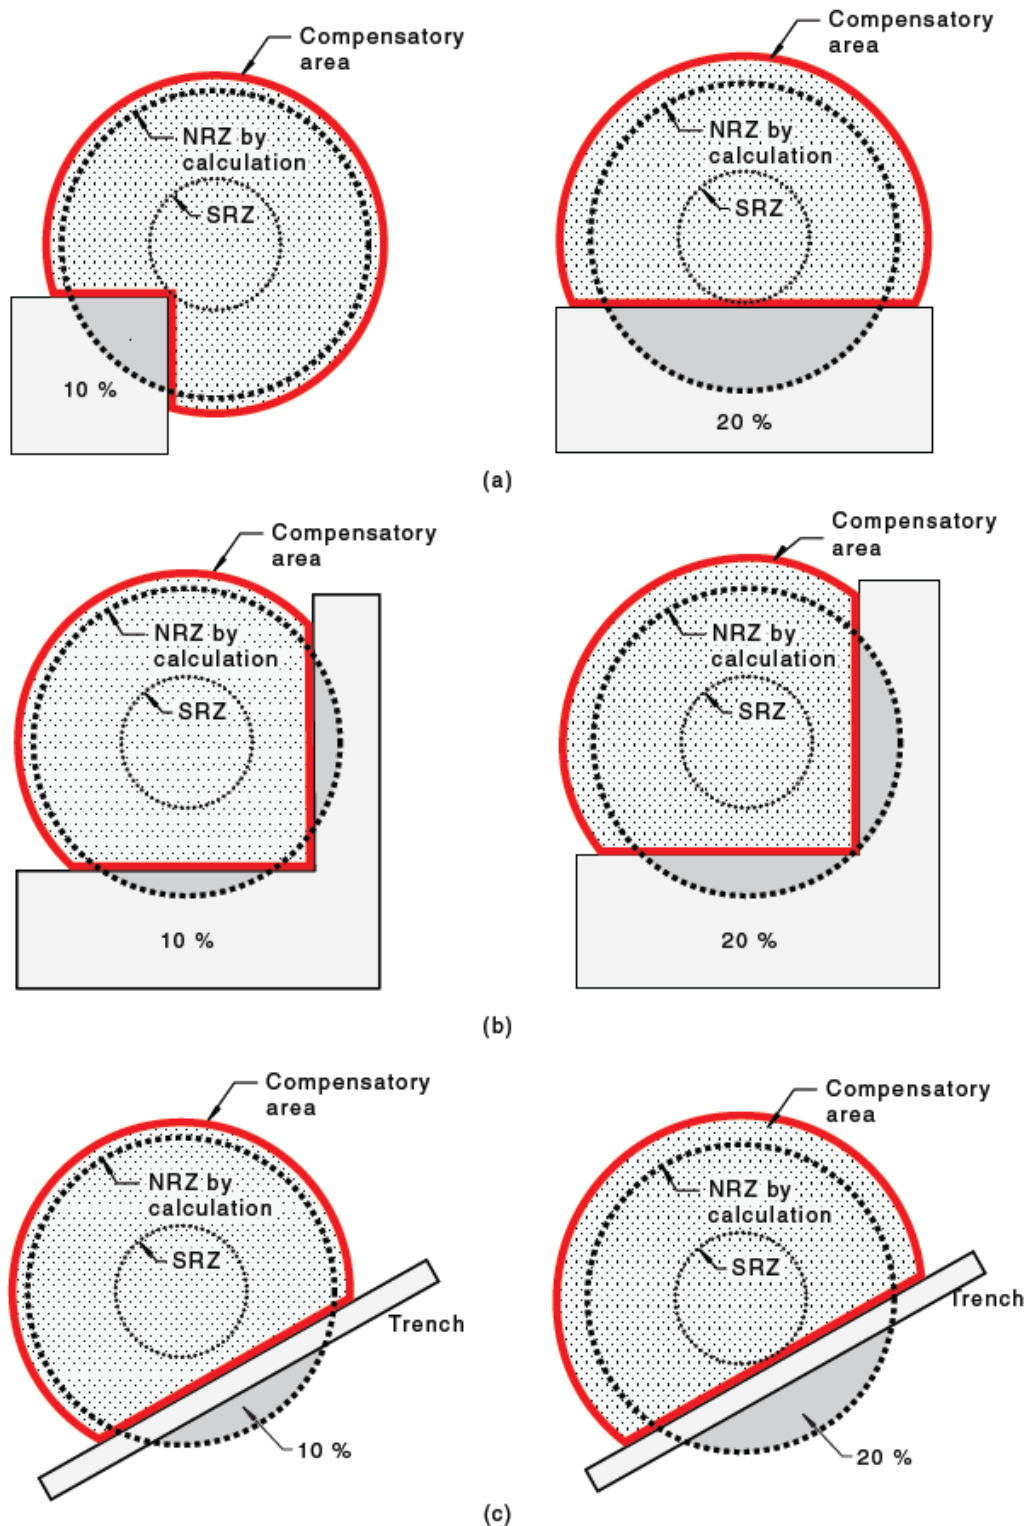 Compensatory
area
NRZ by
calculation
SRZ
10 %
Compensatory
area
NRZ by
calculation
SRZ
20 %
(a)
Compensatory
area
NRZ by
calculation
SRZ
10 %
Compensatory
area
NRZ by
calculation
SRZ
20 %
(b)
Compensatory
area
NRZ by
calculation
SRZ
Trench
10 %
Compensatory
area
NRZ by
calculation
SRZ
Trench
20 %
(c)